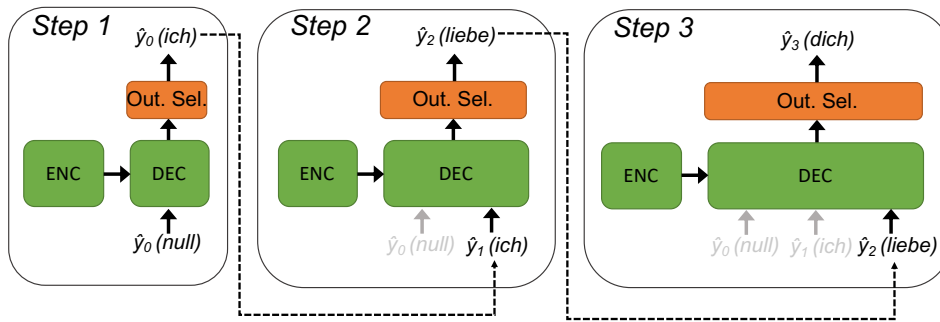 Step 1
ŷ0 (ich)
Out. Sel.
ENC
DEC
ŷ0 (null)
Step 2
ŷ2 (liebe)
Out. Sel.
ENC
DEC
ŷ0 (null)
ŷ1 (ich)
Step 3
ŷ3 (dich)
Out. Sel.
ENC
DEC
ŷ0 (null)
ŷ1 (ich)
ŷ2 (liebe)